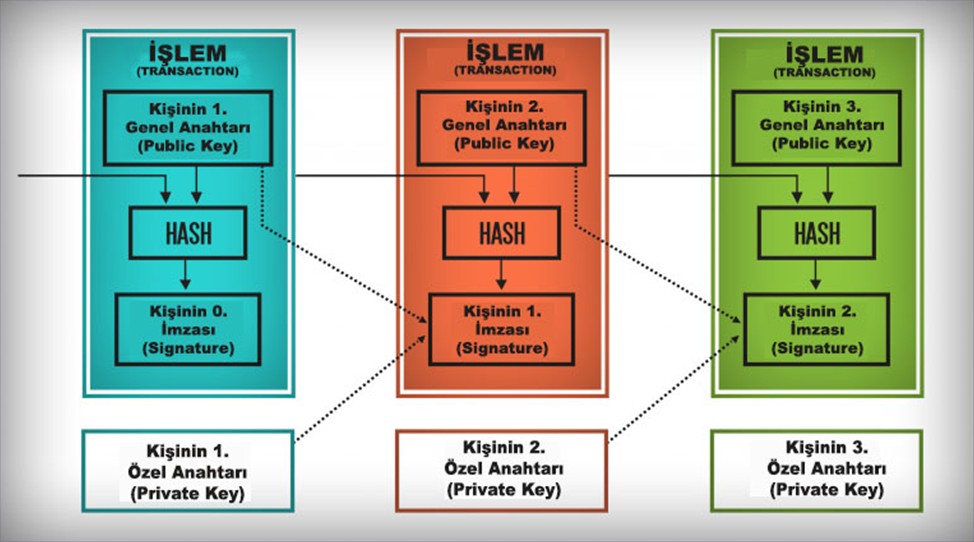 İŞLEM
(TRANSACTION)
Kişinin 1.
Genel Anahtarı
(Public Key)
HASH
Kişinin 0.
İmzası
(Signature)
Kişinin 1.
Özel Anahtarı
(Private Key)
İŞLEM
(TRANSACTION)
Kişinin 2.
Genel Anahtarı
(Public Key)
HASH
Kişinin 1.
İmzası
(Signature)
Kişinin 2.
Özel Anahtarı
(Private Key)
İŞLEM
(TRANSACTION)
Kişinin 3.
Genel Anahtarı
(Public Key)
HASH
Kişinin 2.
İmzası
(Signature)
Kişinin 3.
Özel Anahtarı
(Private Key)